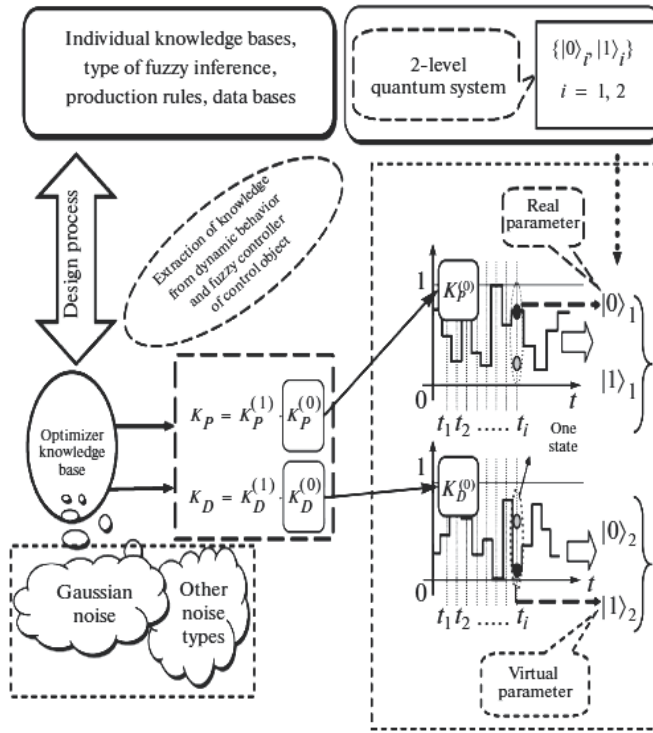 Individual knowledge bases,
type of fuzzy inference,
production rules, data bases
2-level
quantum system
{|0⟩ᵢ, |1⟩ᵢ}
i = 1, 2
Design process
Extraction of knowledge
from dynamic behavior
and fuzzy controller
of control object
Real
parameter
1
K_P^(0)
|0⟩₁
|1⟩₁
0
t
t₁ t₂ ..... tᵢ
One
state
Optimizer
knowledge
base
K_P = K_P^(1) · K_P^(0)
K_D = K_D^(1) · K_D^(0)
1
K_D^(0)
|0⟩₂
|1⟩₂
0
t
t₁ t₂ ..... tᵢ
Gaussian
noise
Other
noise
types
Virtual
parameter